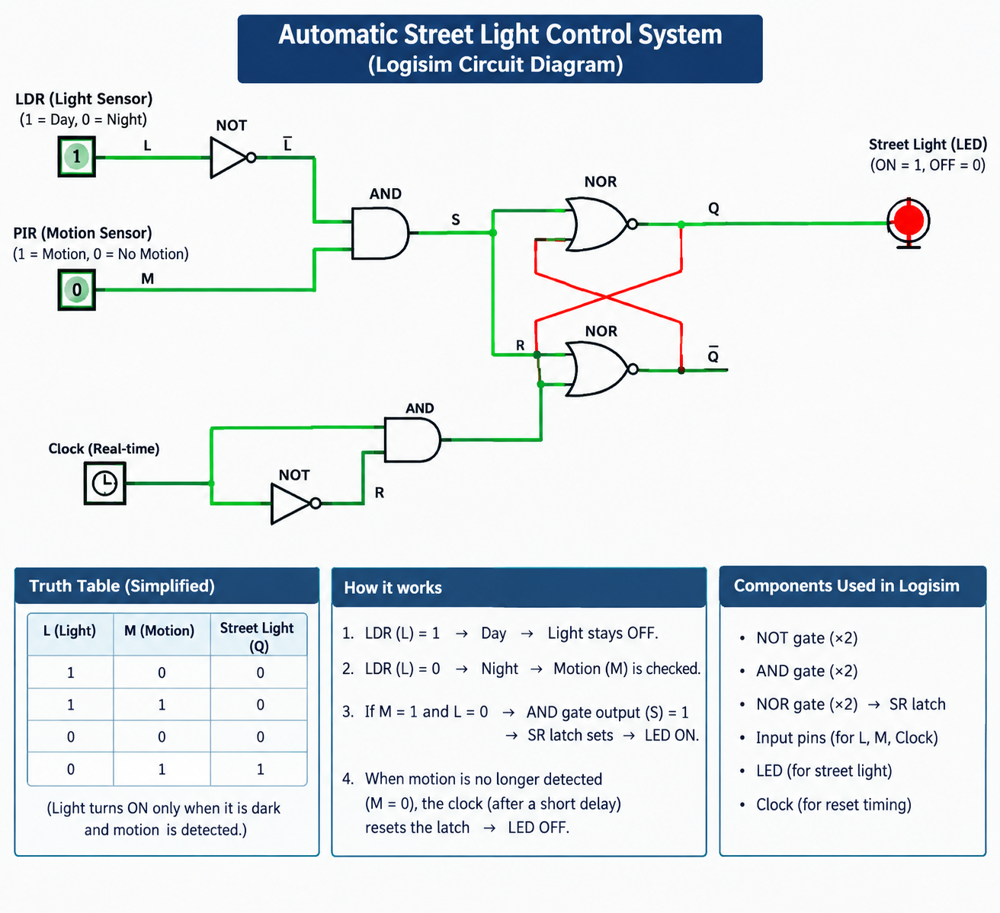 Automatic Street Light Control System
(Logisim Circuit Diagram)
LDR (Light Sensor)
(1 = Day, 0 = Night)
1
L
NOT
L̅
PIR (Motion Sensor)
(1 = Motion, 0 = No Motion)
0
M
AND
S
NOR
Q
Street Light (LED)
(ON = 1, OFF = 0)
R
NOR
Q̅
Clock (Real-time)
AND
NOT
R
Truth Table (Simplified)
L (Light) M (Motion) Street Light
(Q)
1 0 0
1 1 0
0 0 0
0 1 1
(Light turns ON only when it is dark
and motion is detected.)
How it works
1. LDR (L) = 1 → Day → Light stays OFF.
2. LDR (L) = 0 → Night → Motion (M) is checked.
3. If M = 1 and L = 0 → AND gate output (S) = 1
→ SR latch sets → LED ON.
4. When motion is no longer detected
(M = 0), the clock (after a short delay)
resets the latch → LED OFF.
Components Used in Logisim
• NOT gate (×2)
• AND gate (×2)
• NOR gate (×2) → SR latch
• Input pins (for L, M, Clock)
• LED (for street light)
• Clock (for reset timing)